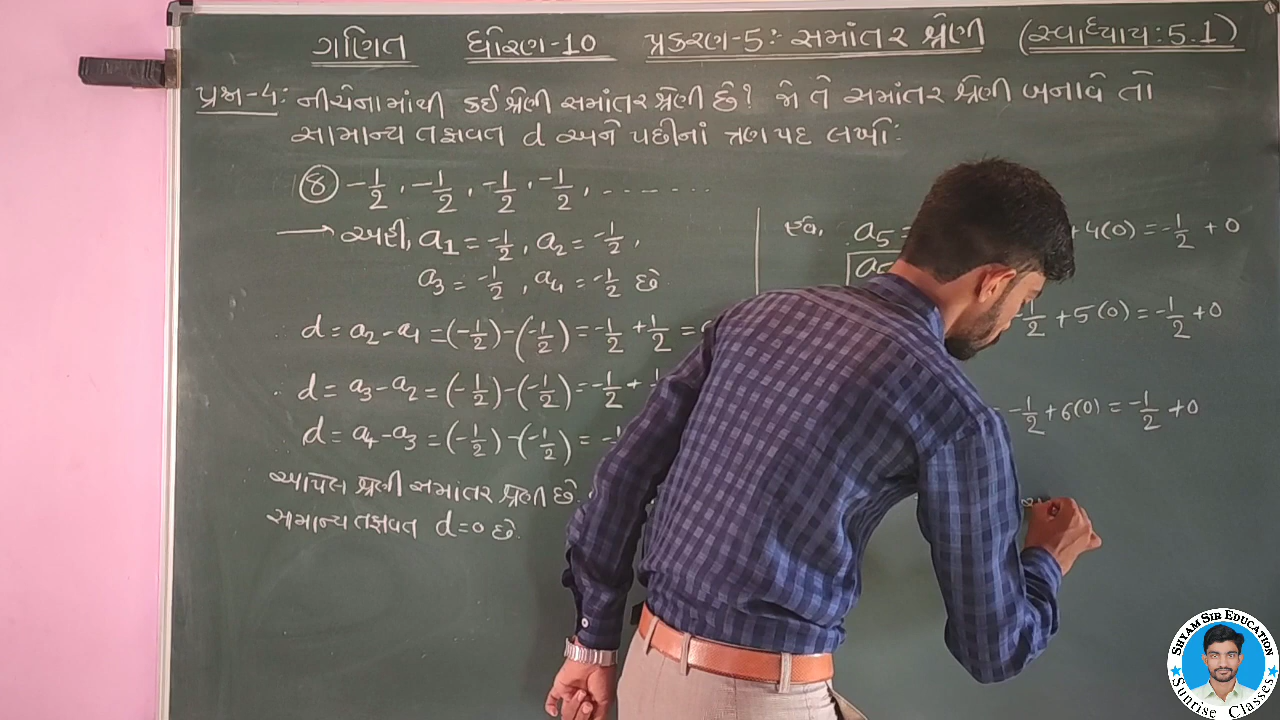 ગણિત ધોરણ-10 પ્રકરણ-5: સમાંતર શ્રેણી (સ્વાધ્યાય: 5.1)
પ્રશ્ન-4: નીચેનામાંથી કઈ શ્રેણી સમાંતર શ્રેણી છે? જો તે સમાંતર શ્રેણી બનાવે તો
સામાન્ય તફાવત d અને પછીનાં ત્રણ પદ લખો:
⑧ -1/2, -1/2, -1/2, -1/2, .......
→ અહી, a1 = -1/2, a2 = -1/2,
a3 = -1/2, a4 = -1/2 છે
d = a2 - a1 = (-1/2) - (-1/2) = -1/2 + 1/2 =
d = a3 - a2 = (-1/2) - (-1/2) = -1/2 +
d = a4 - a3 = (-1/2) - (-1/2) =
આપેલ શ્રેણી સમાંતર શ્રેણી છે.
સામાન્ય તફાવત d = 0 છે.
હવે, a5 = + 4(0) = -1/2 + 0
-1/2 + 5(0) = -1/2 + 0
-1/2 + 6(0) = -1/2 + 0
SHYAM SIR EDUCATION
Sunrise Classes